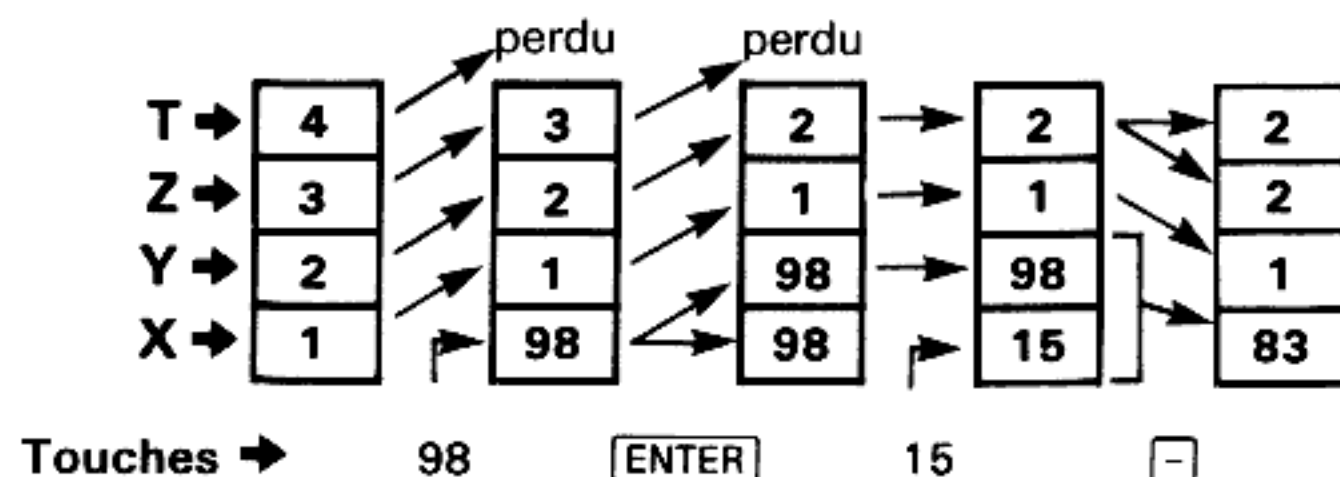 perdu perdu
T ➡ 4 3 2 2 2
Z ➡ 3 2 1 1 2
Y ➡ 2 1 98 98 1
X ➡ 1 98 98 15 83
Touches ➡ 98 ENTER 15 −